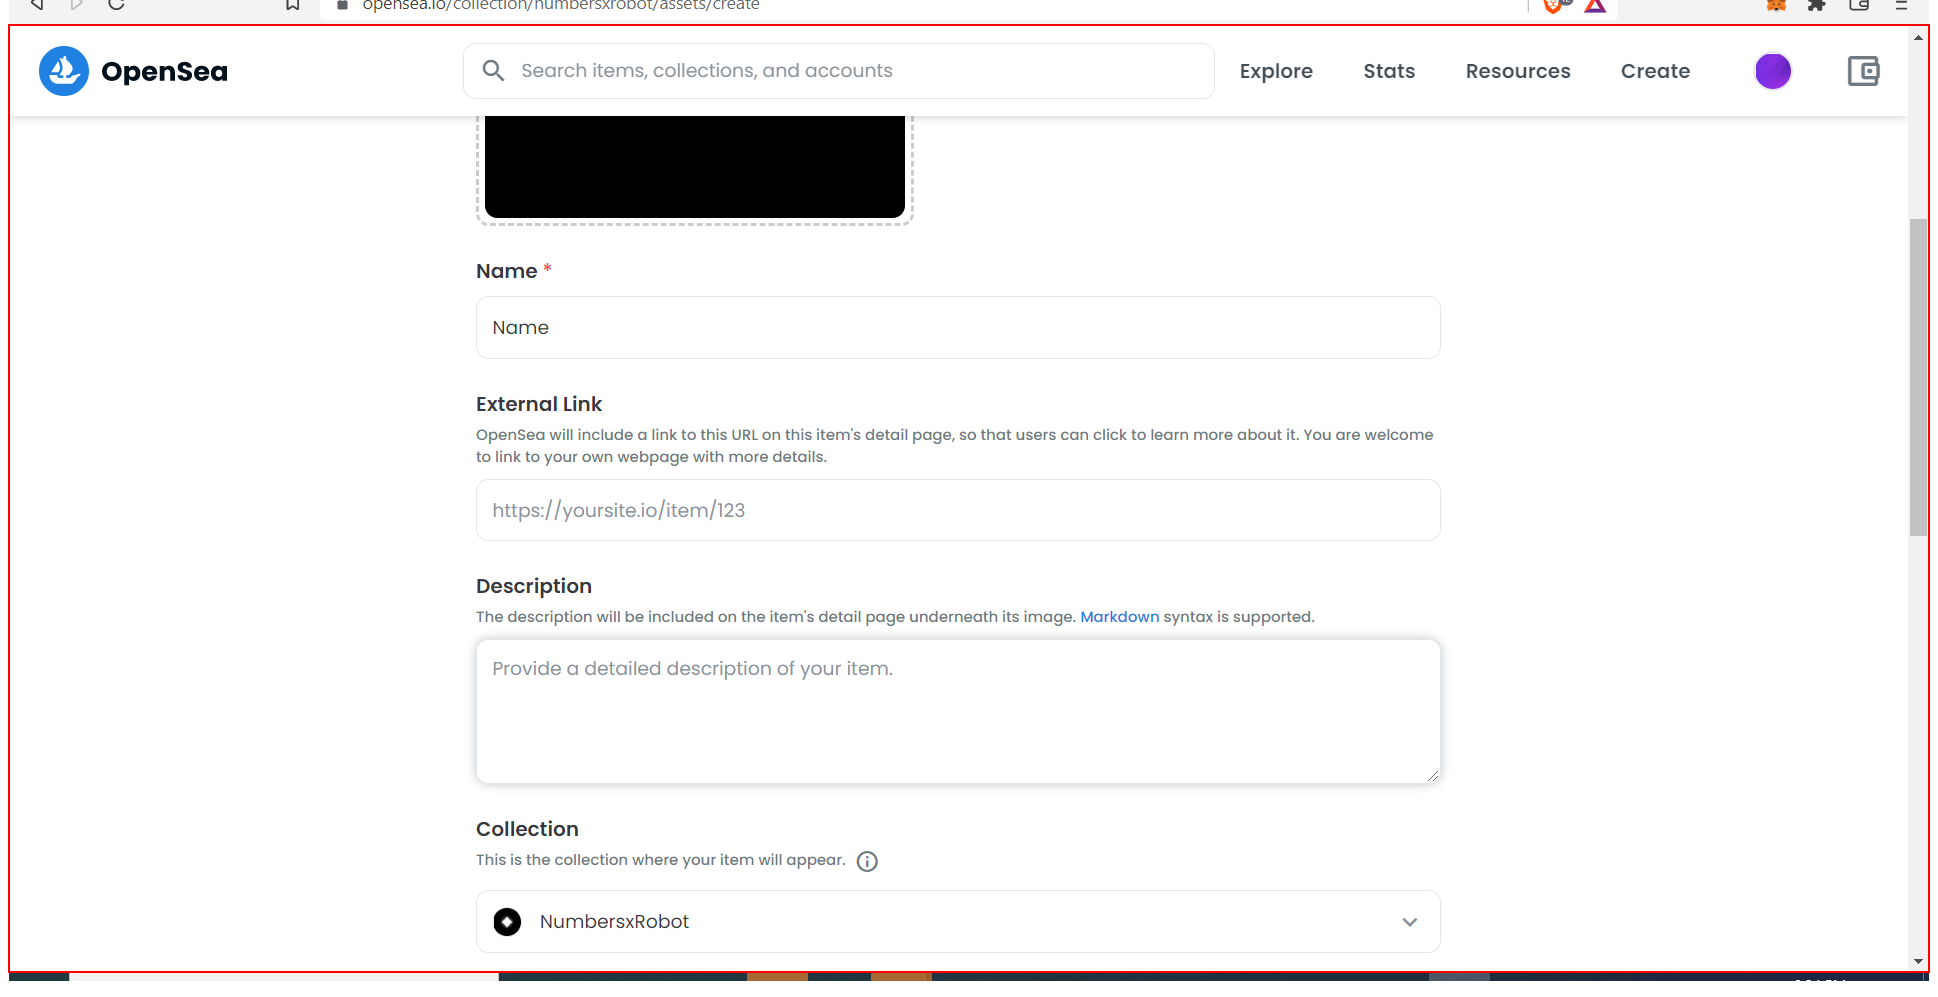 opensea.io/collection/numbersxrobot/assets/create
OpenSea
Search items, collections, and accounts
Explore
Stats
Resources
Create
Name *
Name
External Link
OpenSea will include a link to this URL on this item's detail page, so that users can click to learn more about it. You are welcome
to link to your own webpage with more details.
https://yoursite.io/item/123
Description
The description will be included on the item's detail page underneath its image. Markdown syntax is supported.
Provide a detailed description of your item.
Collection
This is the collection where your item will appear.
NumbersxRobot